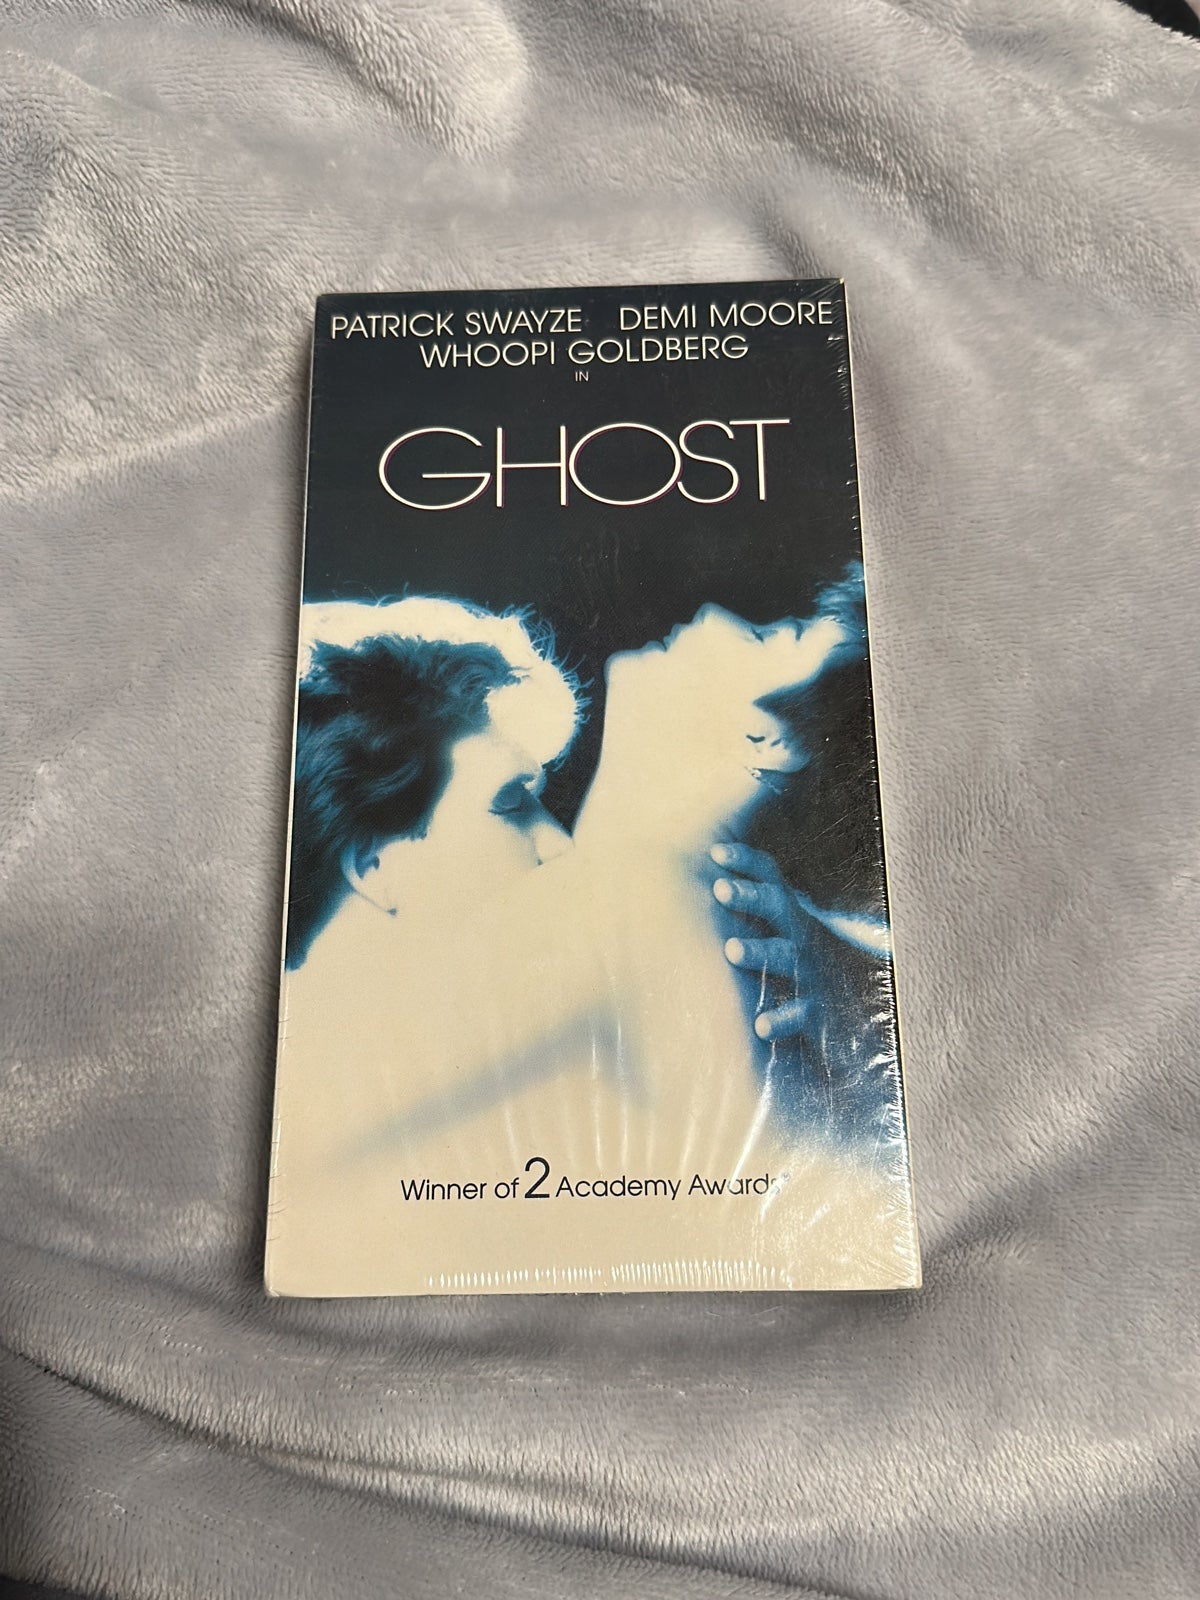 PATRICK SWAYZE DEMI MOORE
WHOOPI GOLDBERG
IN
GHOST
Winner of 2 Academy Awards®